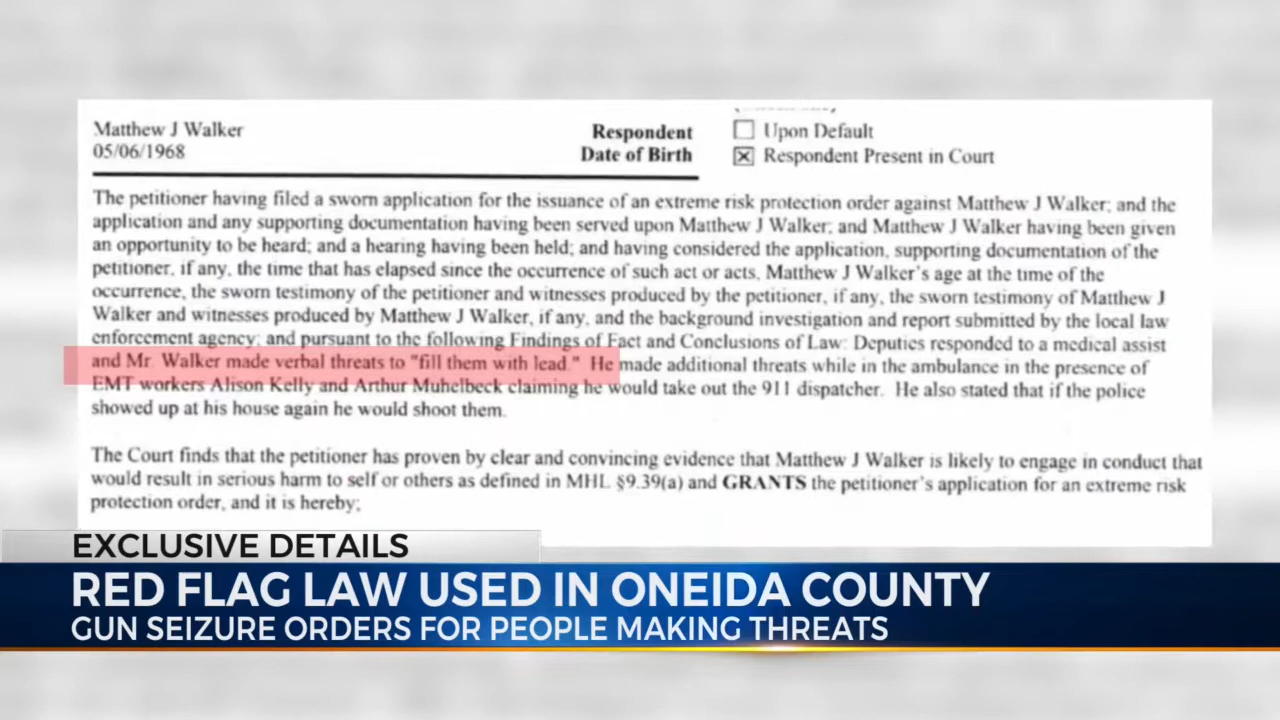 Matthew J Walker
05/06/1968
Respondent
Date of Birth
Upon Default
Respondent Present in Court
The petitioner having filed a sworn application for the issuance of an extreme risk protection order against Matthew J Walker; and the
application and any supporting documentation having been served upon Matthew J Walker; and Matthew J Walker having been given
an opportunity to be heard; and a hearing having been held; and having considered the application, supporting documentation of the
petitioner, if any, the time that has elapsed since the occurrence of such act or acts, Matthew J Walker's age at the time of the
occurrence, the sworn testimony of the petitioner and witnesses produced by the petitioner, if any, the sworn testimony of Matthew J
Walker and witnesses produced by Matthew J Walker, if any, and the background investigation and report submitted by the local law
enforcement agency; and pursuant to the following Findings of Fact and Conclusions of Law: Deputies responded to a medical assist
and Mr. Walker made verbal threats to "fill them with lead." He made additional threats while in the ambulance in the presence of
EMT workers Alison Kelly and Arthur Muhelbeck claiming he would take out the 911 dispatcher. He also stated that if the police
showed up at his house again he would shoot them.
The Court finds that the petitioner has proven by clear and convincing evidence that Matthew J Walker is likely to engage in conduct that
would result in serious harm to self or others as defined in MHL §9.39(a) and GRANTS the petitioner's application for an extreme risk
protection order, and it is hereby;
EXCLUSIVE DETAILS
RED FLAG LAW USED IN ONEIDA COUNTY
GUN SEIZURE ORDERS FOR PEOPLE MAKING THREATS